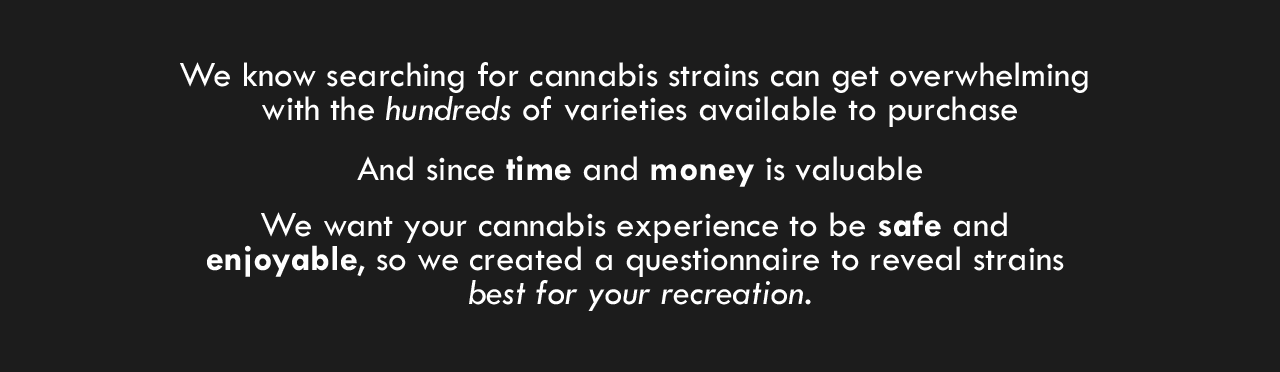 We know searching for cannabis strains can get overwhelming
with the hundreds of varieties available to purchase
And since time and money is valuable
We want your cannabis experience to be safe and
enjoyable, so we created a questionnaire to reveal strains
best for your recreation.